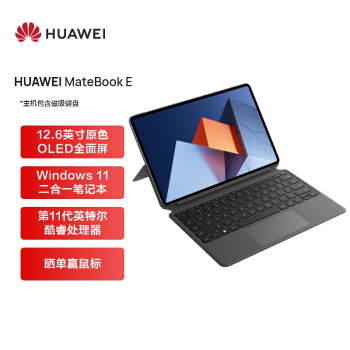 HUAWEI
HUAWEI MateBook E
*主机包含磁吸键盘
12.6英寸原色
OLED全面屏
Windows 11
二合一笔记本
第11代英特尔
酷睿处理器
晒单赢鼠标